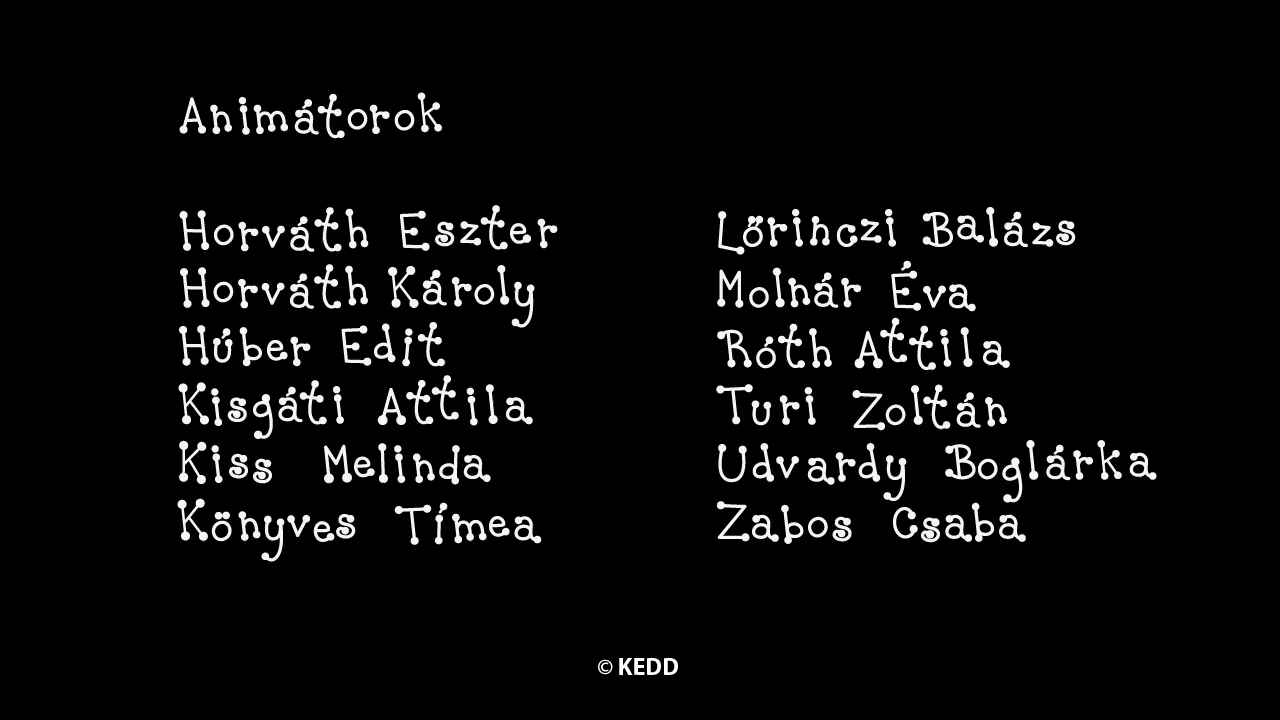 Animátorok
Horváth Eszter
Horváth Károly
Húber Edit
Kisgáti Attila
Kiss Melinda
Könyves Tímea
Lőrinczi Balázs
Molnár Éva
Róth Attila
Turi Zoltán
Udvardy Boglárka
Zabos Csaba
© KEDD